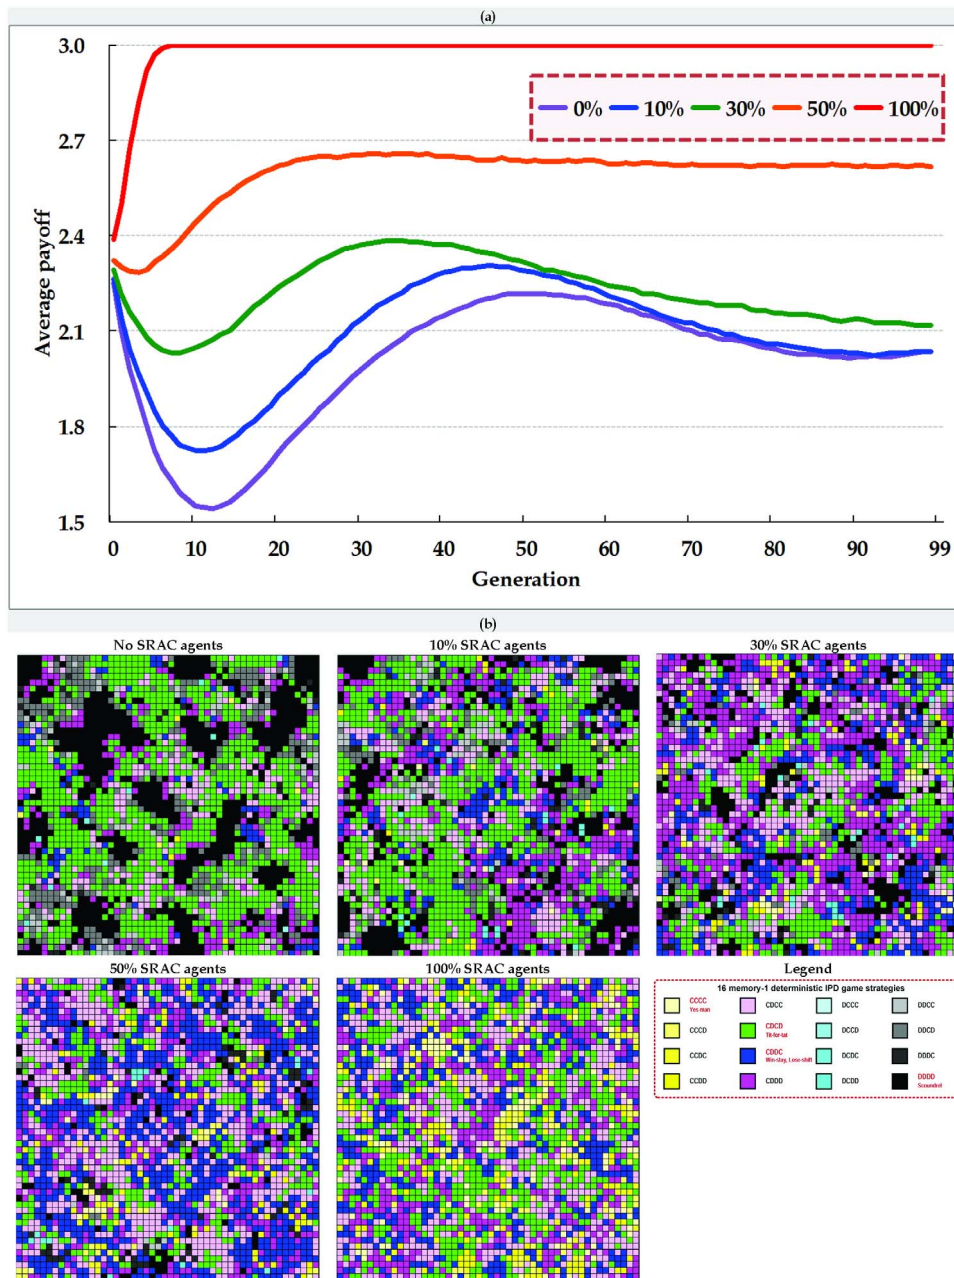 (a)
3.0
0% 10% 30% 50% 100%
2.7
2.4
2.1
1.8
1.5
Average payoff
0 10 20 30 40 50 60 70 80 90 99
Generation
(b)
No SRAC agents
10% SRAC agents
30% SRAC agents
50% SRAC agents
100% SRAC agents
Legend
16 memory-1 deterministic IPD game strategies
CCCC
Yes man
CDCC
DCCC
DDCC
CCCD
CDCD
Tit-for-tat
DCCD
DDCD
CCDC
CDDC
Win-stay, Lose-shift
DCDC
DDDC
CCDD
CDDD
DCDD
DDDD
Scoundrel